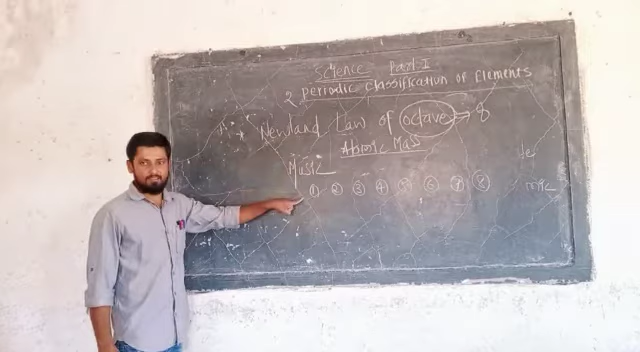 Science Part I
2 Periodic Classification of Elements
Newland Law of octave → 8
Atomic Mass
Music
1 2 3 4 5 6 7 8